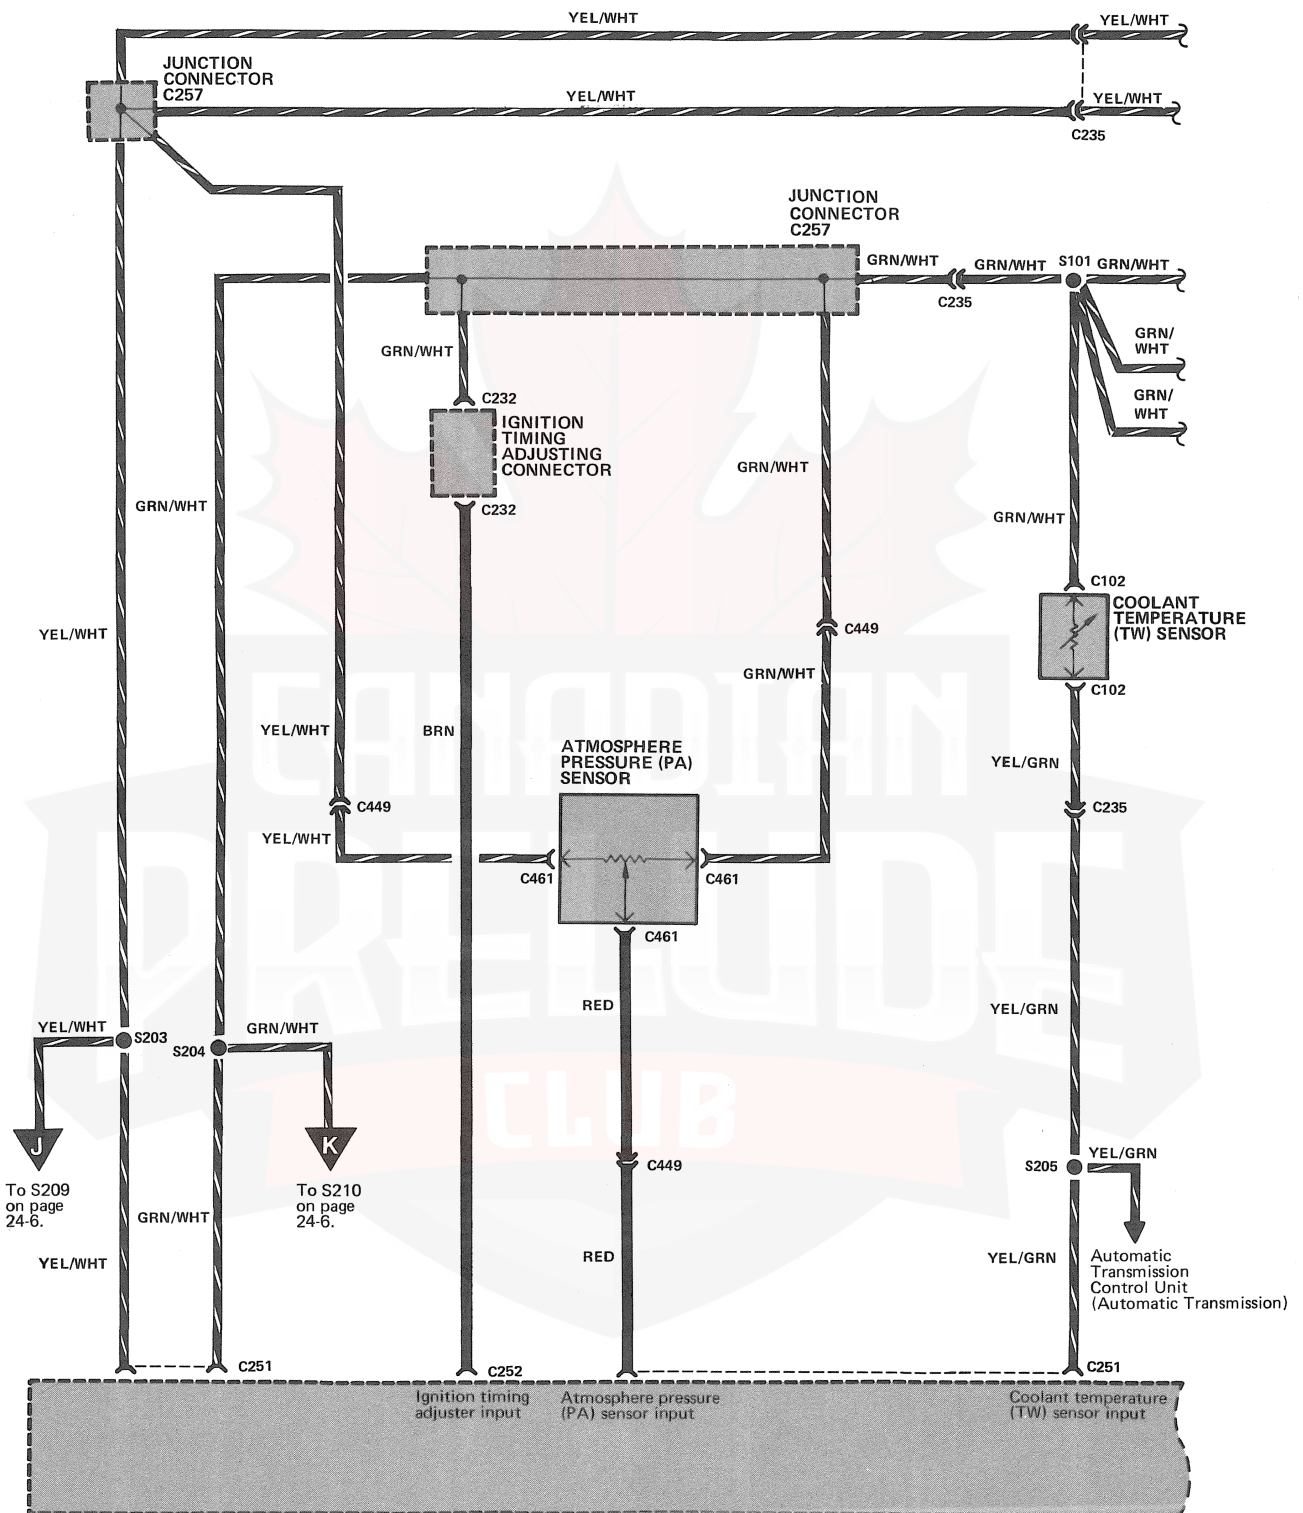 YEL/WHT
YEL/WHT
JUNCTION
CONNECTOR
C257
YEL/WHT
YEL/WHT
C235
JUNCTION
CONNECTOR
C257
GRN/WHT
GRN/WHT
S101
GRN/WHT
C235
GRN/
WHT
GRN/WHT
GRN/
WHT
C232
IGNITION
TIMING
ADJUSTING
CONNECTOR
GRN/WHT
GRN/WHT
C232
GRN/WHT
C102
COOLANT
TEMPERATURE
(TW) SENSOR
C449
YEL/WHT
GRN/WHT
C102
YEL/WHT
BRN
ATMOSPHERE
PRESSURE (PA)
SENSOR
YEL/GRN
C449
C235
YEL/WHT
C461
C461
C461
RED
YEL/GRN
YEL/WHT
S203
GRN/WHT
S204
J
K
YEL/GRN
C449
S205
To S209
on page
24-6.
To S210
on page
24-6.
GRN/WHT
YEL/WHT
RED
YEL/GRN
Automatic
Transmission
Control Unit
(Automatic Transmission)
C251
C252
C251
Ignition timing
adjuster input
Atmosphere pressure
(PA) sensor input
Coolant temperature
(TW) sensor input
CANADIAN
PRELUDE
CLUB